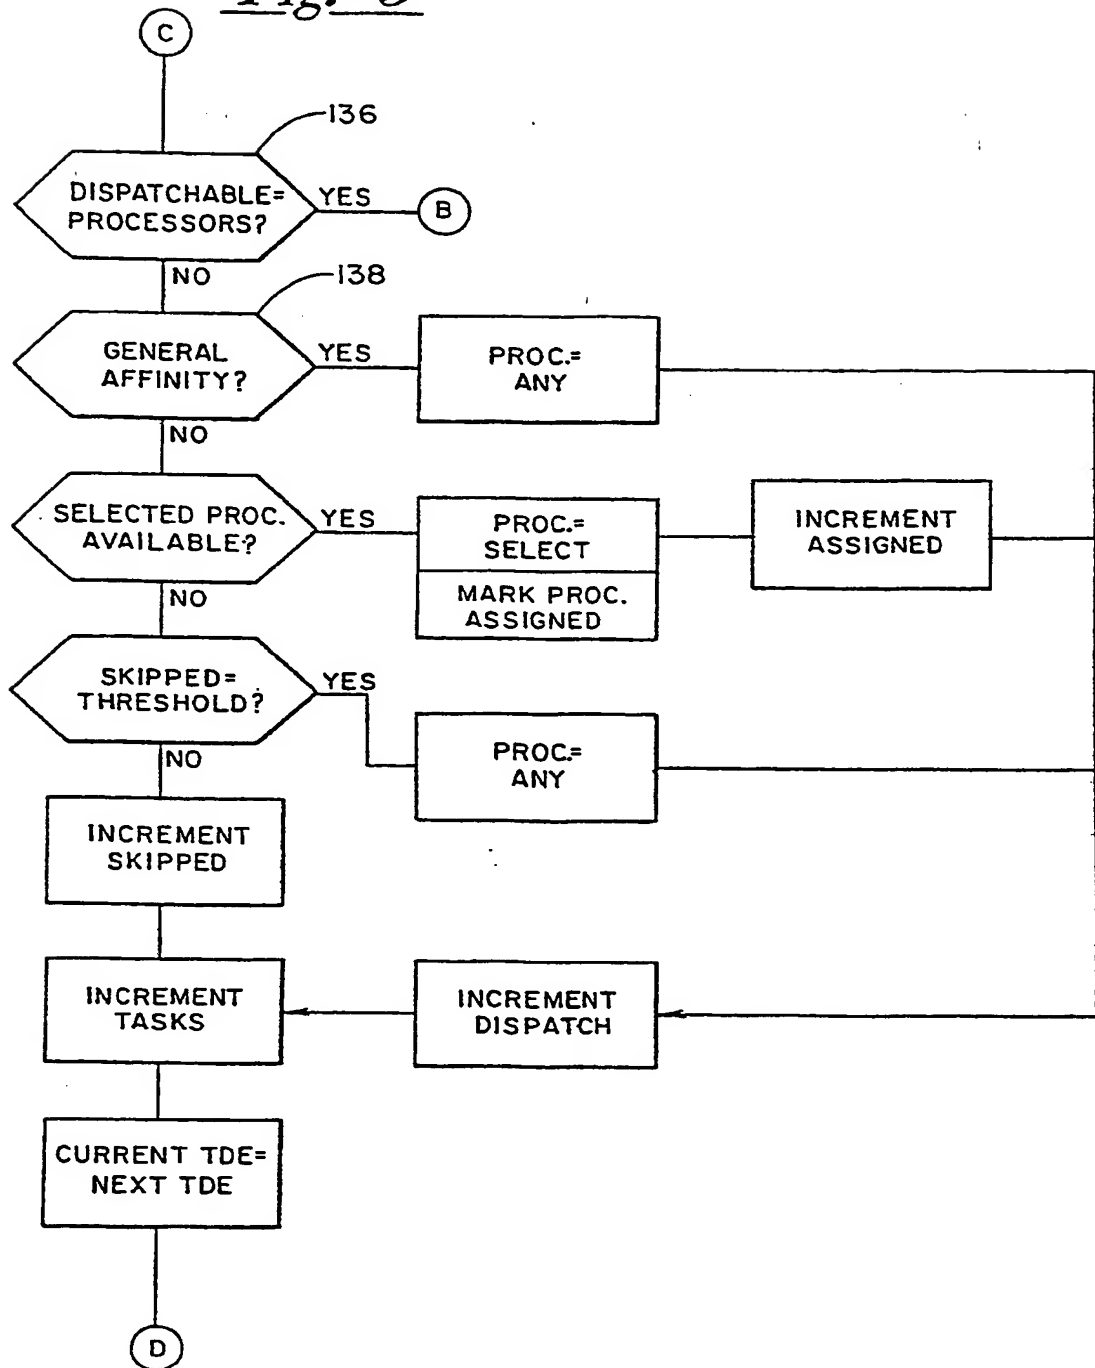 C
136
DISPATCHABLE=
PROCESSORS?
YES
B
NO
138
GENERAL
AFFINITY?
YES
PROC.=
ANY
NO
SELECTED PROC.
AVAILABLE?
YES
PROC.=
SELECT
MARK PROC.
ASSIGNED
INCREMENT
ASSIGNED
NO
SKIPPED=
THRESHOLD?
YES
PROC.=
ANY
NO
INCREMENT
SKIPPED
INCREMENT
TASKS
INCREMENT
DISPATCH
CURRENT TDE=
NEXT TDE
D